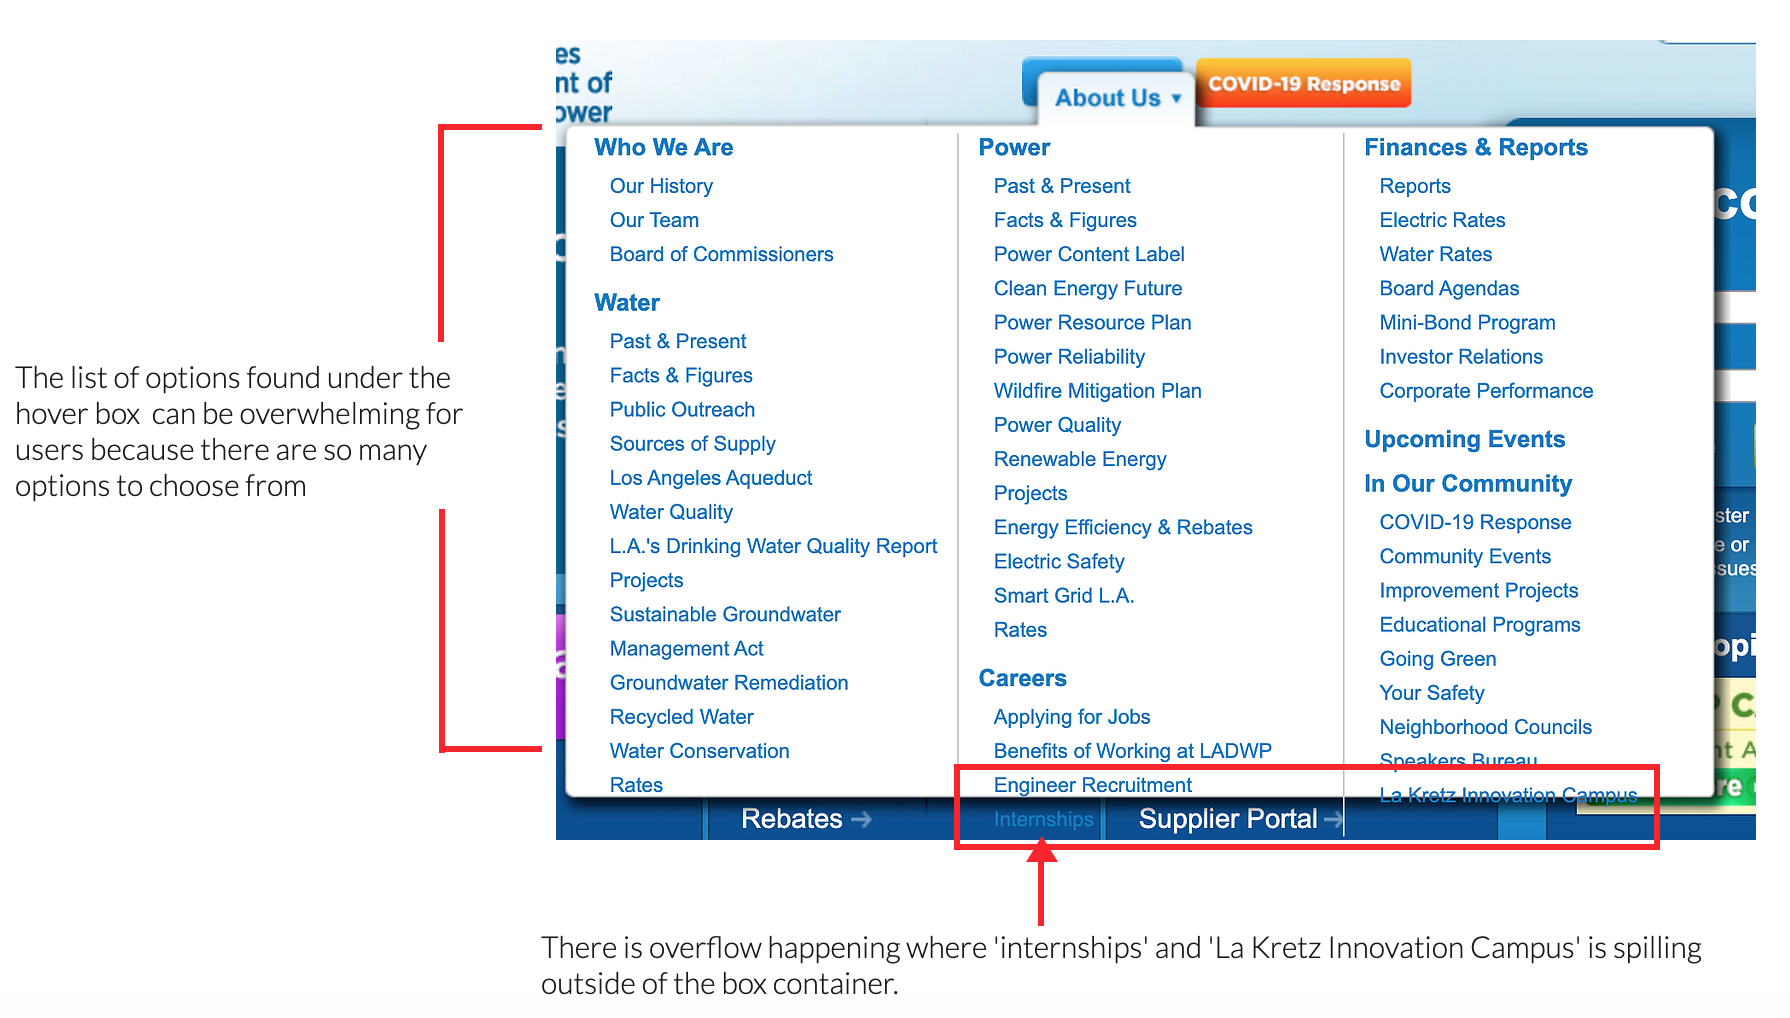 es
nt of
ower
About Us
COVID-19 Response
Who We Are
Our History
Our Team
Board of Commissioners
Water
Past & Present
Facts & Figures
Public Outreach
Sources of Supply
Los Angeles Aqueduct
Water Quality
L.A.'s Drinking Water Quality Report
Projects
Sustainable Groundwater
Management Act
Groundwater Remediation
Recycled Water
Water Conservation
Rates
Power
Past & Present
Facts & Figures
Power Content Label
Clean Energy Future
Power Resource Plan
Power Reliability
Wildfire Mitigation Plan
Power Quality
Renewable Energy
Projects
Energy Efficiency & Rebates
Electric Safety
Smart Grid L.A.
Rates
Careers
Applying for Jobs
Benefits of Working at LADWP
Engineer Recruitment
Internships
Finances & Reports
Reports
Electric Rates
Water Rates
Board Agendas
Mini-Bond Program
Investor Relations
Corporate Performance
Upcoming Events
In Our Community
COVID-19 Response
Community Events
Improvement Projects
Educational Programs
Going Green
Your Safety
Neighborhood Councils
Speakers Bureau
La Kretz Innovation Campus
ster
e or
ssues
opi
Rebates
Supplier Portal
The list of options found under the
hover box can be overwhelming for
users because there are so many
options to choose from
There is overflow happening where 'internships' and 'La Kretz Innovation Campus' is spilling
outside of the box container.